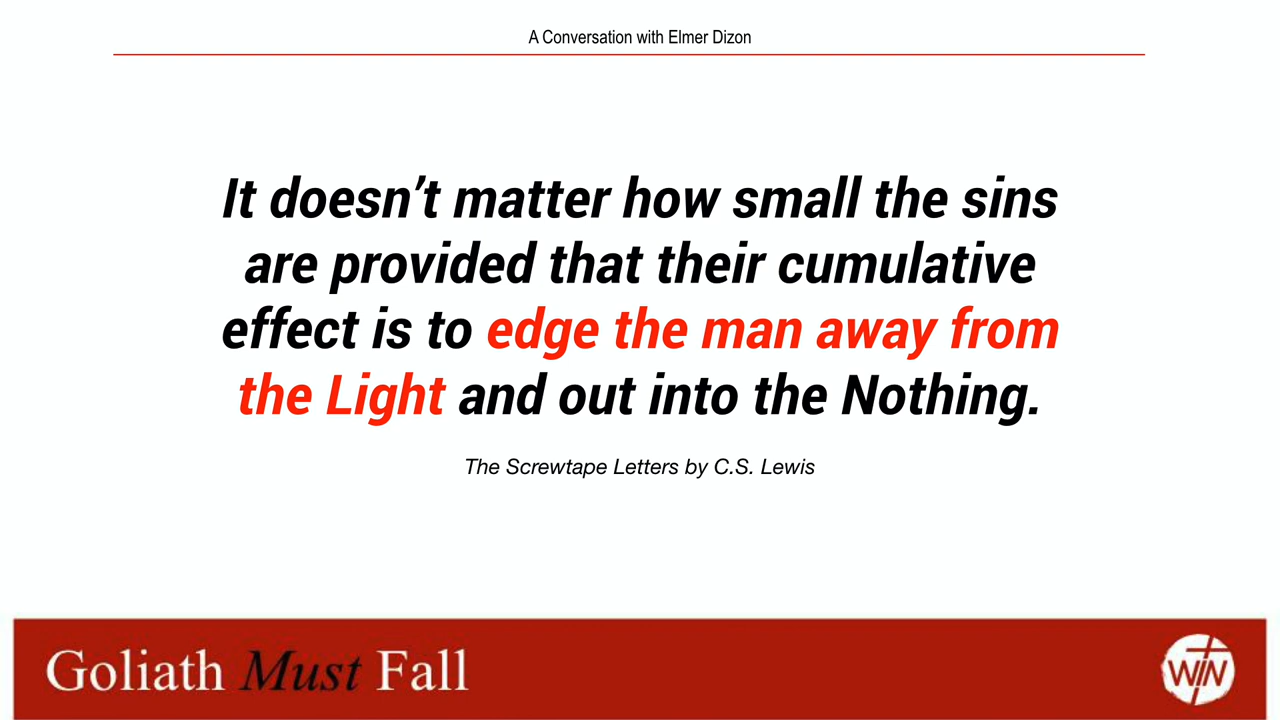 A Conversation with Elmer Dizon
It doesn’t matter how small the sins
are provided that their cumulative
effect is to edge the man away from
the Light and out into the Nothing.
The Screwtape Letters by C.S. Lewis
Goliath Must Fall
WIN